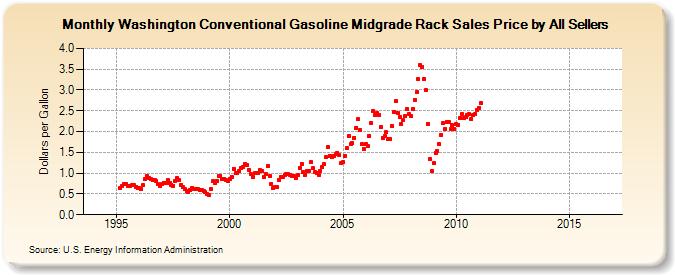 Monthly Washington Conventional Gasoline Midgrade Rack Sales Price by All Sellers
Dollars per Gallon
4.0
3.5
3.0
2.5
2.0
1.5
1.0
0.5
0.0
1995 2000 2005 2010 2015
Source: U.S. Energy Information Administration